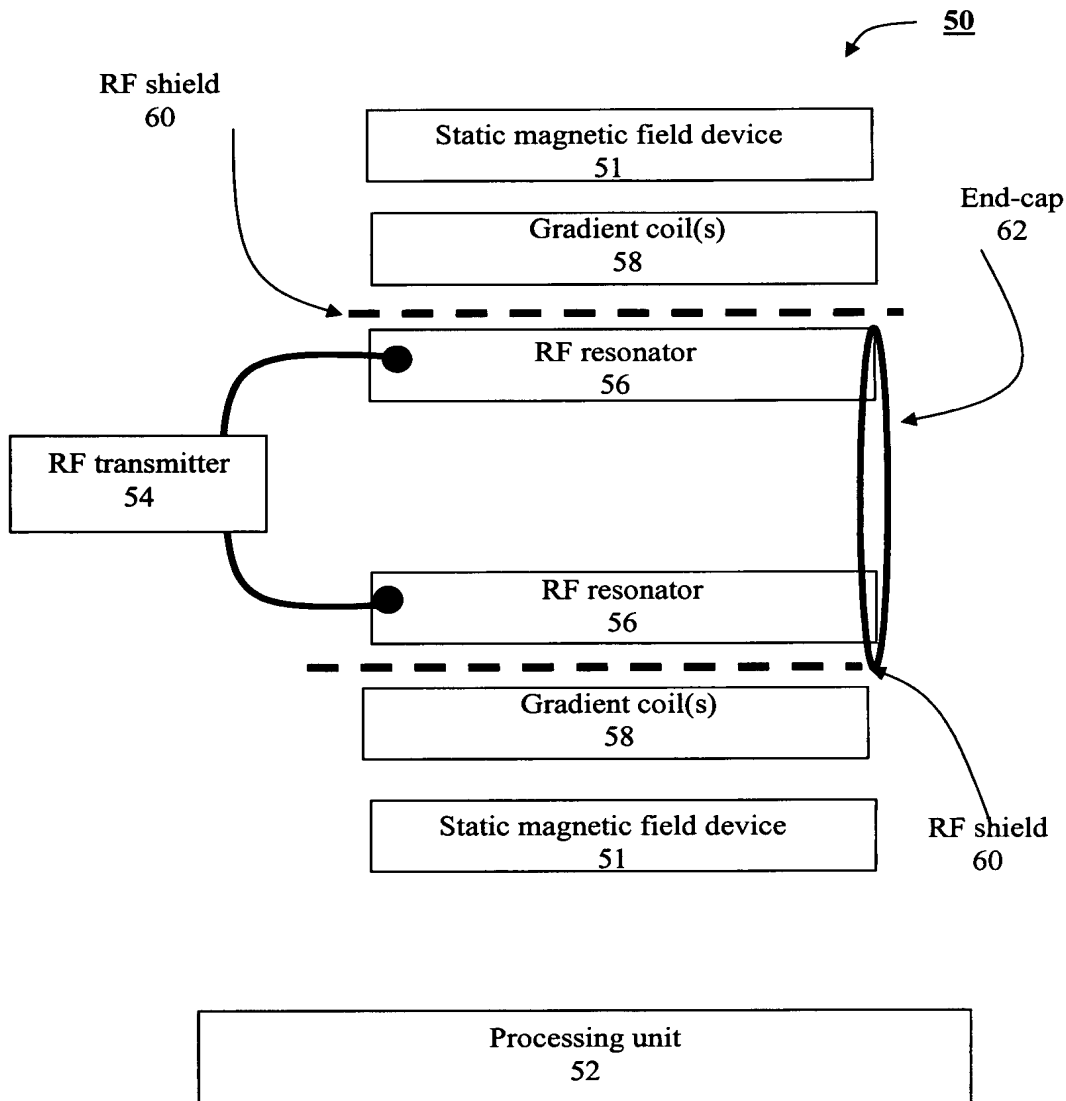 50
RF shield
60
Static magnetic field device
51
End-cap
62
Gradient coil(s)
58
RF resonator
56
RF transmitter
54
RF resonator
56
Gradient coil(s)
58
Static magnetic field device
51
RF shield
60
Processing unit
52